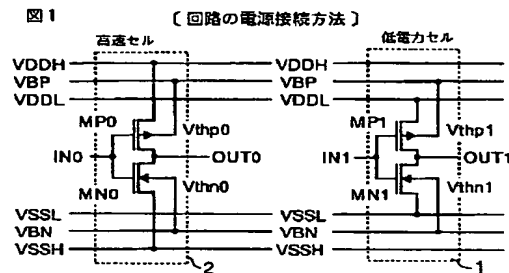 図1 〔回路の電源接続方法〕
高速セル 低電力セル
VDDH VDDH
VBP VBP
VDDL VDDL
MP0 Vthp0 MP1 Vthp1
IN0 OUT0 IN1 OUT1
MN0 Vthn0 MN1 Vthn1
VSSL VSSL
VBN VBN
VSSH VSSH
2 1